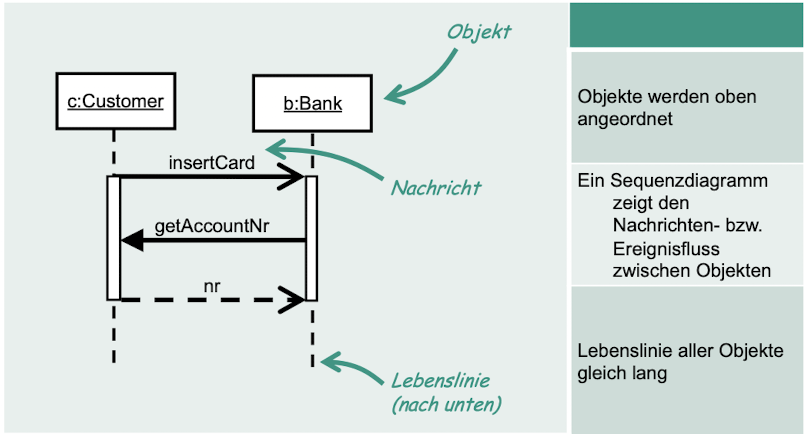 Objekt
c:Customer
b:Bank
insertCard
Nachricht
getAccountNr
nr
Lebenslinie
(nach unten)
Objekte werden oben
angeordnet
Ein Sequenzdiagramm
zeigt den
Nachrichten- bzw.
Ereignisfluss
zwischen Objekten
Lebenslinie aller Objekte
gleich lang